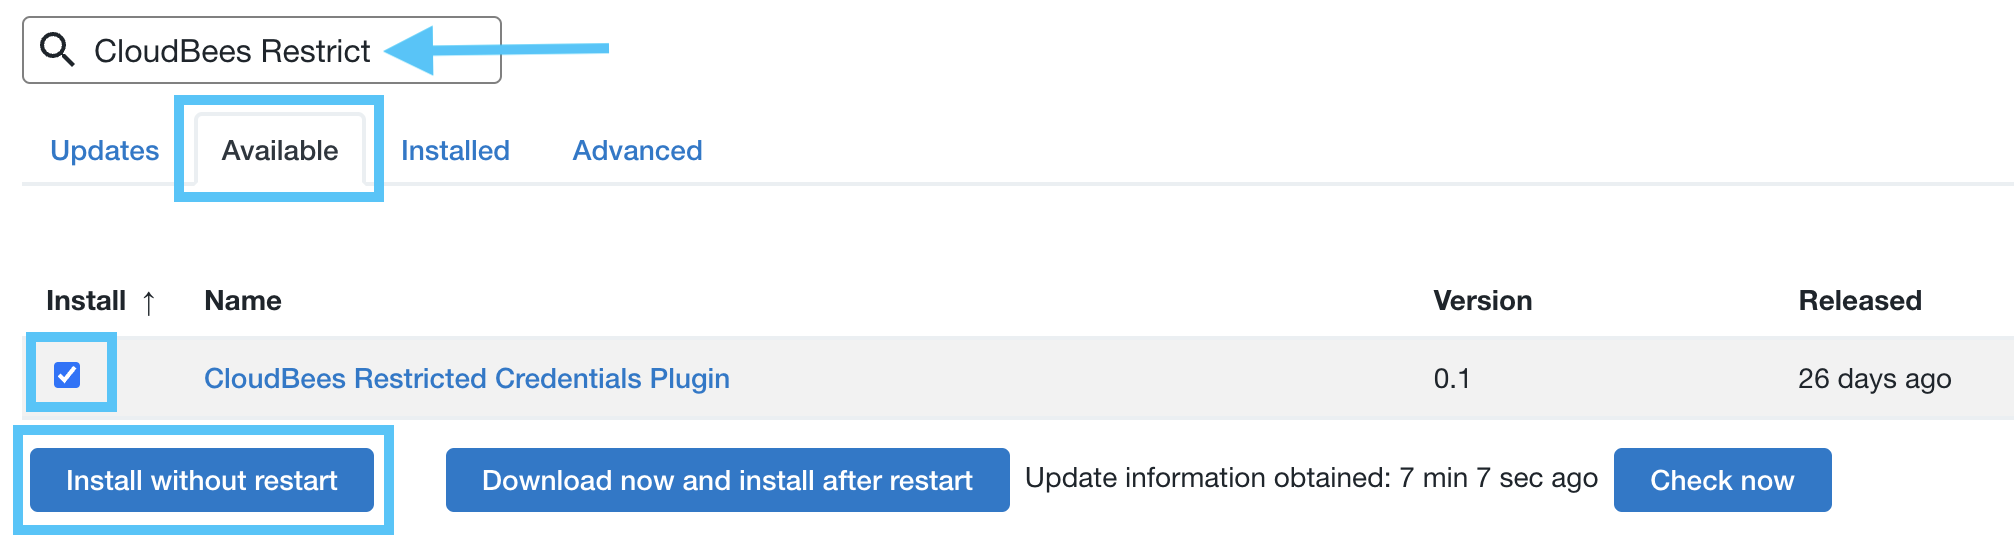 CloudBees Restrict
Updates Available Installed Advanced
Install ↑ Name Version Released
CloudBees Restricted Credentials Plugin 0.1 26 days ago
Install without restart Download now and install after restart Update information obtained: 7 min 7 sec ago Check now